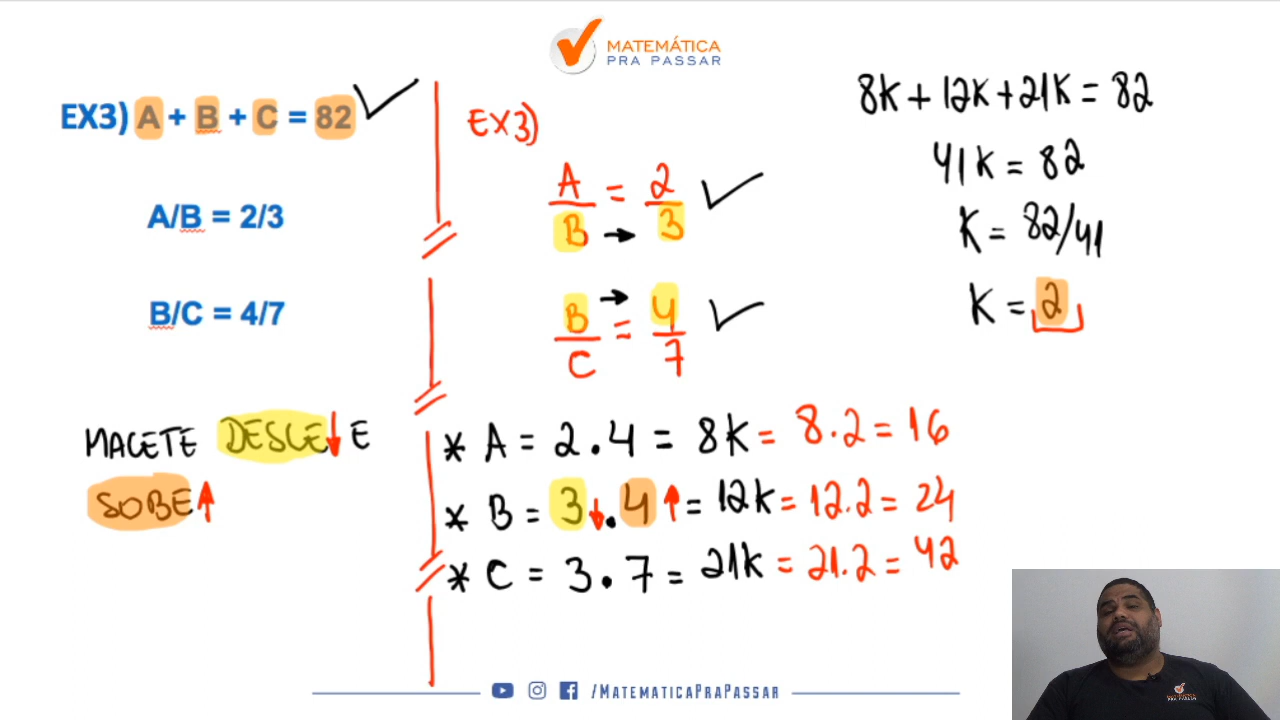 MATEMÁTICA
PRA PASSAR
EX3) A + B + C = 82
A/B = 2/3
B/C = 4/7
MACETE DESCE↓ E
SOBE↑
EX3)
A/B = 2/3
B → 3
B → 4
B/C = 4/7
* A = 2.4 = 8K = 8.2 = 16
* B = 3↓.4↑ = 12K = 12.2 = 24
* C = 3.7 = 21K = 21.2 = 42
8K + 12K + 21K = 82
41K = 82
K = 82/41
K = 2
/MATEMATICAPRAPASSAR